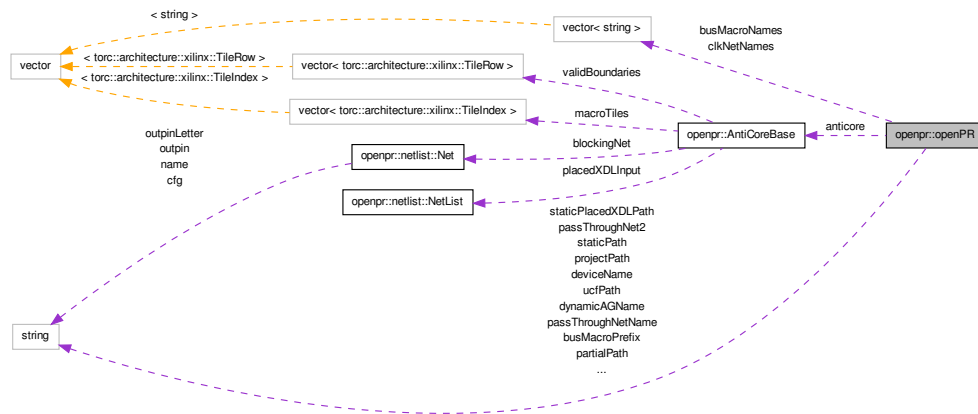 < string >
vector< string >
busMacroNames
clkNetNames
< torc::architecture::xilinx::TileRow >
vector
vector< torc::architecture::xilinx::TileRow >
validBoundaries
< torc::architecture::xilinx::TileIndex >
vector< torc::architecture::xilinx::TileIndex >
macroTiles
anticore
openpr::AntiCoreBase
openpr::openPR
outpinLetter
outpin
name
cfg
blockingNet
openpr::netlist::Net
placedXDLInput
openpr::netlist::NetList
staticPlacedXDLPath
passThroughNet2
staticPath
projectPath
deviceName
ucfPath
dynamicAGName
passThroughNetName
busMacroPrefix
partialPath
...
string